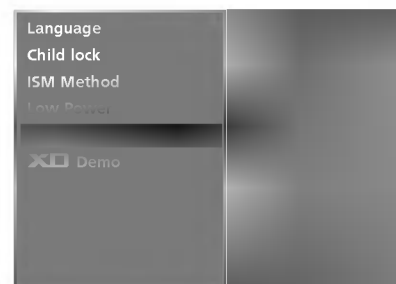 Language
Child lock
ISM Method
Low Power
XD Demo